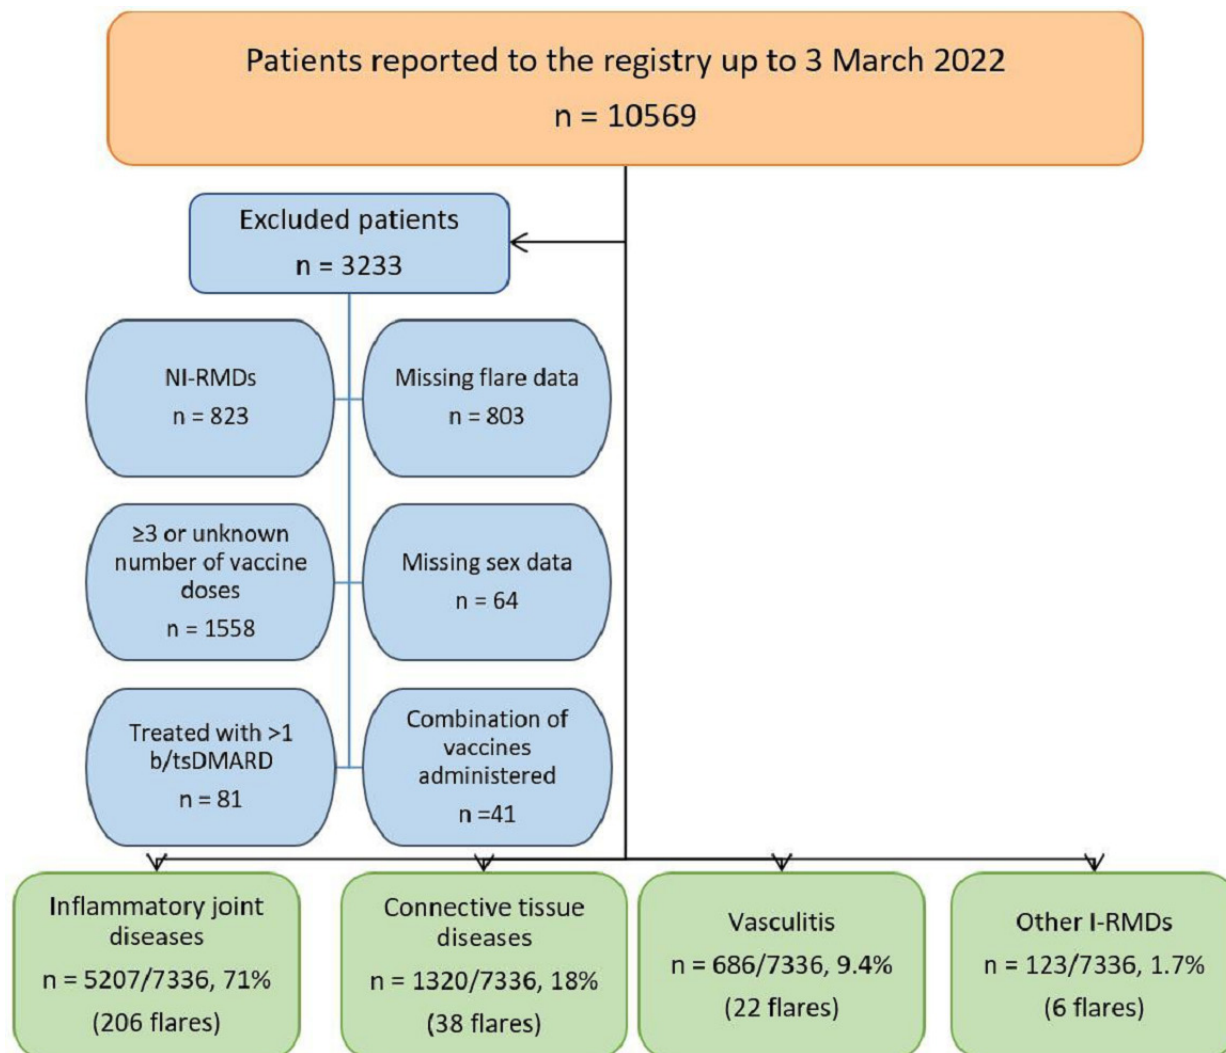 Patients reported to the registry up to 3 March 2022
n = 10569
Excluded patients
n = 3233
NI-RMDs
n = 823
Missing flare data
n = 803
≥3 or unknown
number of vaccine
doses
n = 1558
Missing sex data
n = 64
Treated with >1
b/tsDMARD
n = 81
Combination of
vaccines
administered
n =41
Inflammatory joint
diseases
n = 5207/7336, 71%
(206 flares)
Connective tissue
diseases
n = 1320/7336, 18%
(38 flares)
Vasculitis
n = 686/7336, 9.4%
(22 flares)
Other I-RMDs
n = 123/7336, 1.7%
(6 flares)